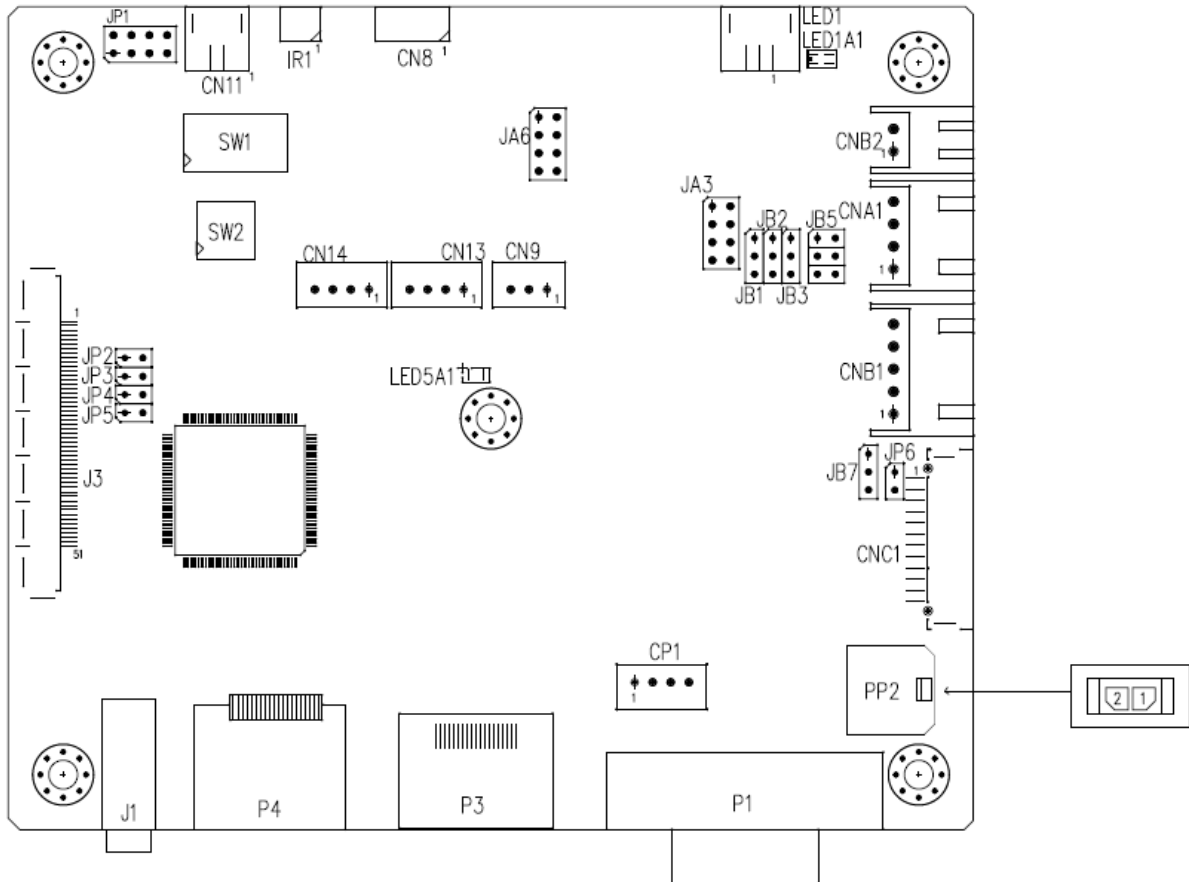 JP1
LED1
LED1A1
CN11
1
IR1
1
CN8
1
1
SW1
JA6
CNB2
1
SW2
JA3
JB2
JB5
CNA1
1
CN14
1
CN13
1
CN9
1
JB1
JB3
1
JP2
JP3
JP4
JP5
LED5A1
CNB1
1
J3
51
JB7
JP6
1
CNC1
CP1
1
PP2
2
1
J1
P4
P3
P1